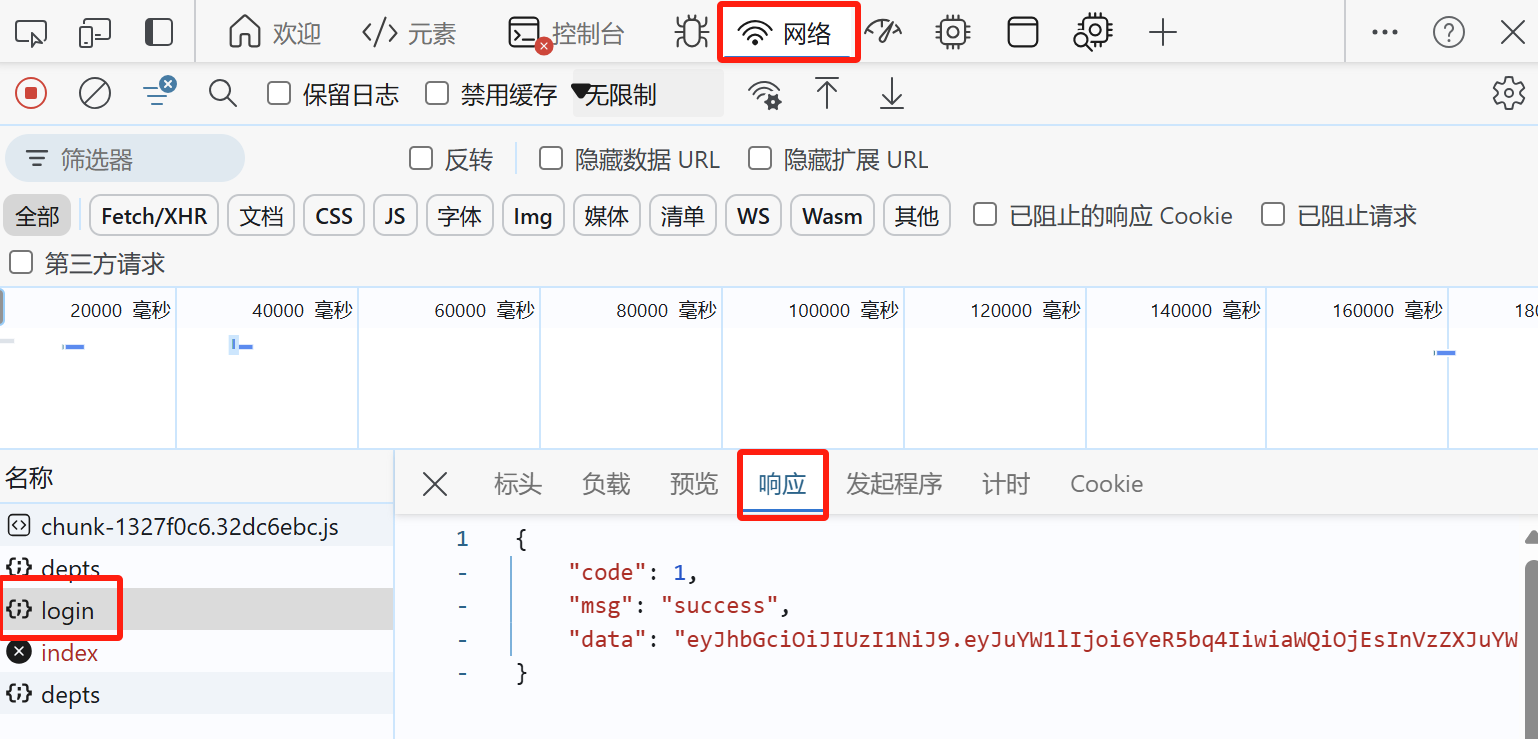 欢迎 </> 元素 控制台 网络
保留日志 禁用缓存 无限制
筛选器 反转 隐藏数据 URL 隐藏扩展 URL
全部 Fetch/XHR 文档 CSS JS 字体 Img 媒体 清单 WS Wasm 其他 已阻止的响应 Cookie 已阻止请求
第三方请求
20000 毫秒 40000 毫秒 60000 毫秒 80000 毫秒 100000 毫秒 120000 毫秒 140000 毫秒 160000 毫秒 180
名称
chunk-1327f0c6.32dc6ebc.js
depts
login
index
depts
标头 负载 预览 响应 发起程序 计时 Cookie
1 {
- "code": 1,
- "msg": "success",
- "data": "eyJhbGciOiJIUzI1NiJ9.eyJuYW1lIjoi6YeR5bq4IiwiaWQiOjEsInVzZXJuYW
- }